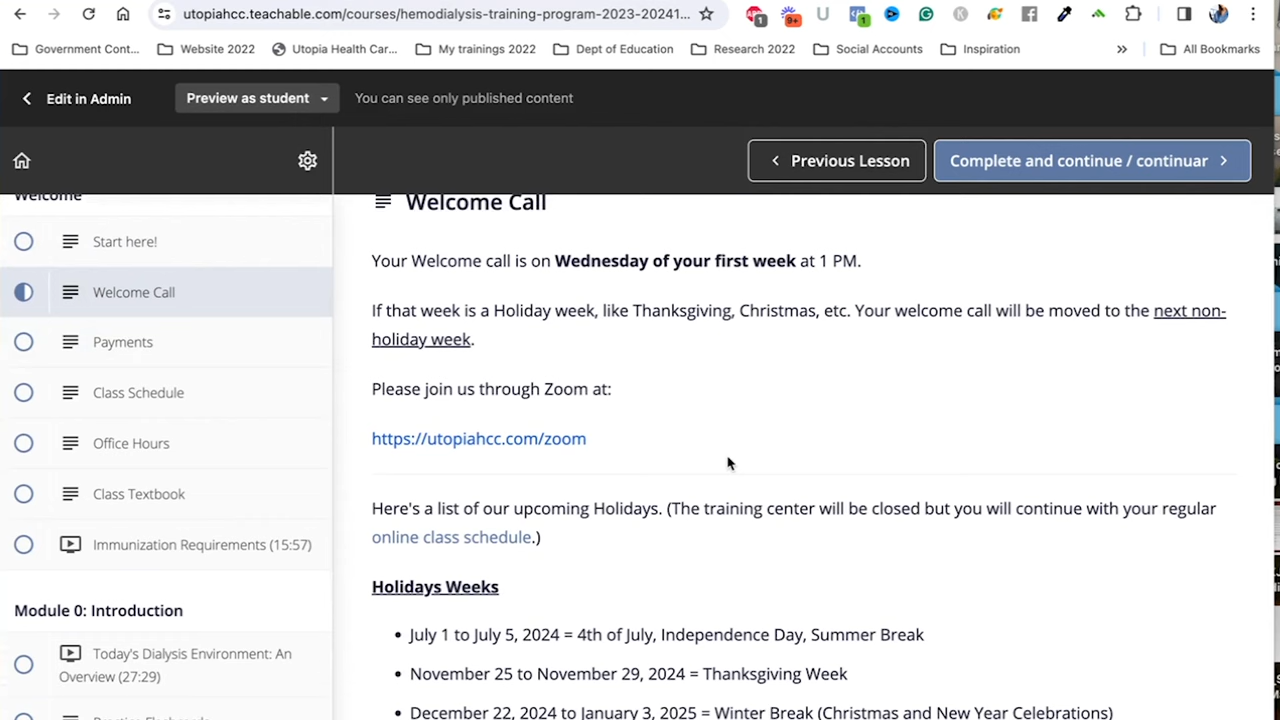 utopiahcc.teachable.com/courses/hemodialysis-training-program-2023-20241...
1
9+
1
Government Cont...
Website 2022
Utopia Health Car...
My trainings 2022
Dept of Education
Research 2022
Social Accounts
Inspiration
»
All Bookmarks
Edit in Admin
Preview as student
You can see only published content
Previous Lesson
Complete and continue / continuar
Welcome
Start here!
Welcome Call
Payments
Class Schedule
Office Hours
Class Textbook
Immunization Requirements (15:57)
Module 0: Introduction
Today's Dialysis Environment: An
Overview (27:29)
Practice Flashcards
Welcome Call
Your Welcome call is on Wednesday of your first week at 1 PM.
If that week is a Holiday week, like Thanksgiving, Christmas, etc. Your welcome call will be moved to the next non-
holiday week.
Please join us through Zoom at:
https://utopiahcc.com/zoom
Here's a list of our upcoming Holidays. (The training center will be closed but you will continue with your regular
online class schedule.)
Holidays Weeks
• July 1 to July 5, 2024 = 4th of July, Independence Day, Summer Break
• November 25 to November 29, 2024 = Thanksgiving Week
• December 22, 2024 to January 3, 2025 = Winter Break (Christmas and New Year Celebrations)